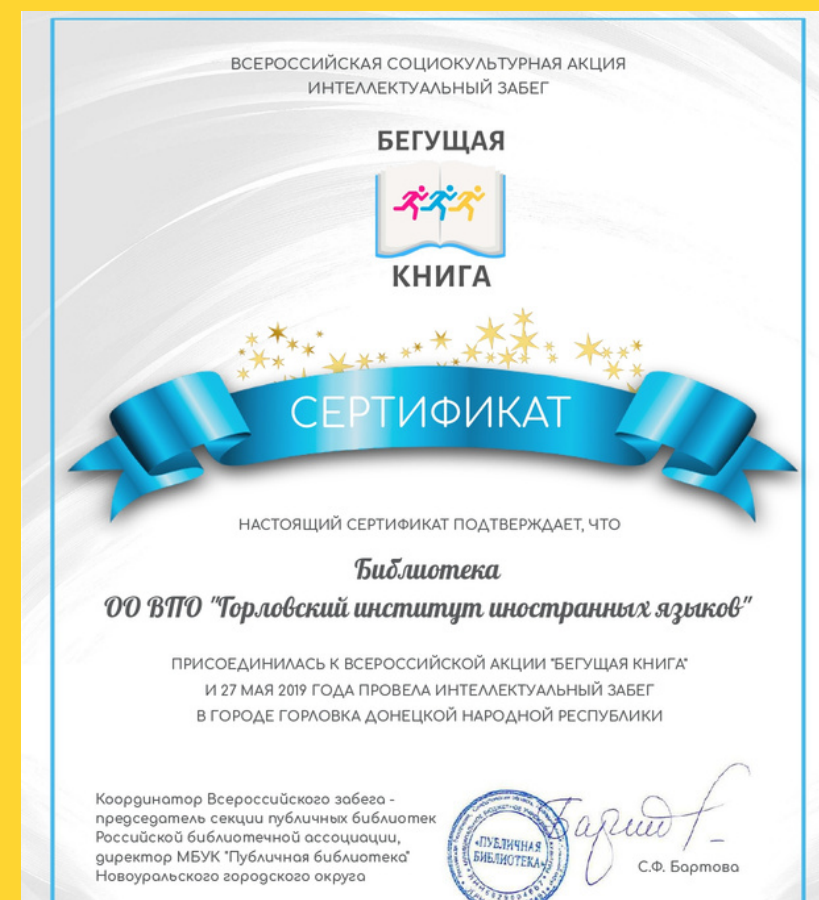 ВСЕРОССИЙСКАЯ СОЦИОКУЛЬТУРНАЯ АКЦИЯ
ИНТЕЛЛЕКТУАЛЬНЫЙ ЗАБЕГ
БЕГУЩАЯ
КНИГА
СЕРТИФИКАТ
НАСТОЯЩИЙ СЕРТИФИКАТ ПОДТВЕРЖДАЕТ, ЧТО
Библиотека
ОО ВПО "Горловский институт иностранных языков"
ПРИСОЕДИНИЛАСЬ К ВСЕРОССИЙСКОЙ АКЦИИ "БЕГУЩАЯ КНИГА"
И 27 МАЯ 2019 ГОДА ПРОВЕЛА ИНТЕЛЛЕКТУАЛЬНЫЙ ЗАБЕГ
В ГОРОДЕ ГОРЛОВКА ДОНЕЦКОЙ НАРОДНОЙ РЕСПУБЛИКИ
Координатор Всероссийского забега -
председатель секции публичных библиотек
Российской библиотечной ассоциации,
директор МБУК "Публичная библиотека"
Новоуральского городского округа
«ПУБЛИЧНАЯ
БИБЛИОТЕКА»
С.Ф. Бартова